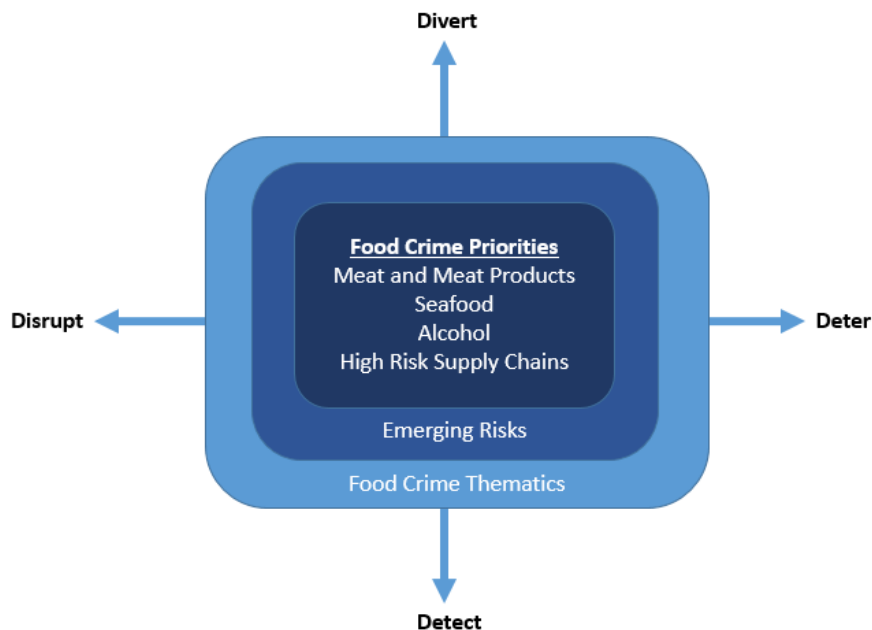 Divert
Food Crime Priorities
Meat and Meat Products
Seafood
Alcohol
High Risk Supply Chains
Disrupt
Deter
Emerging Risks
Food Crime Thematics
Detect